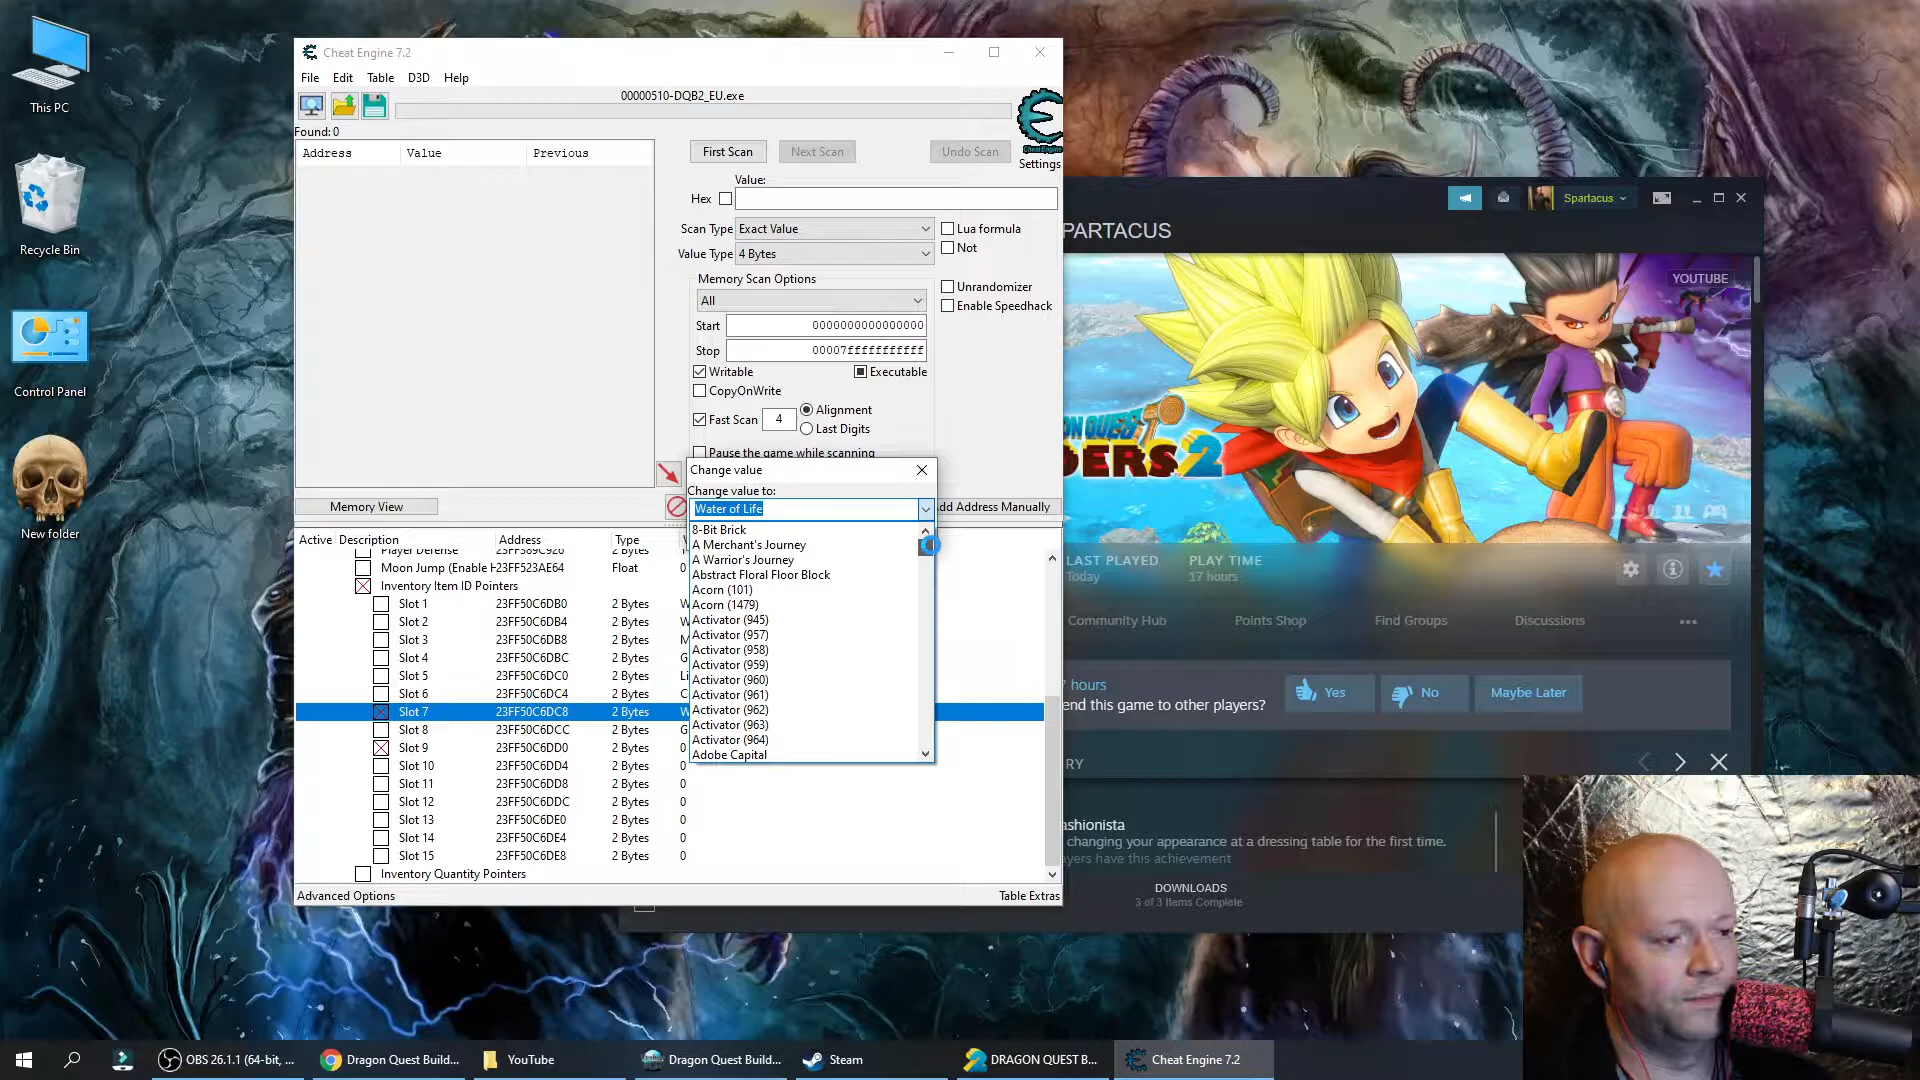 This PC
Recycle Bin
Control Panel
New folder
Cheat Engine 7.2
File Edit Table D3D Help
00000510-DQB2_EU.exe
Found: 0
Address Value Previous
First Scan Next Scan Undo Scan
Settings
Value:
Hex
Scan Type Exact Value
Lua formula
Not
Value Type 4 Bytes
Memory Scan Options
All
Unrandomizer
Enable Speedhack
Start 0000000000000000
Stop 00007fffffffffff
Writable Executable
CopyOnWrite
Fast Scan 4 Alignment
Last Digits
Pause the game while scanning
Memory View
Add Address Manually
Change value
Change value to:
Water of Life
8-Bit Brick
A Merchant's Journey
A Warrior's Journey
Abstract Floral Floor Block
Acorn (101)
Acorn (1479)
Activator (945)
Activator (957)
Activator (958)
Activator (959)
Activator (960)
Activator (961)
Activator (962)
Activator (963)
Activator (964)
Adobe Capital
Active Description Address Type
Player Defense 23FF589C920 2 Bytes
Moon Jump (Enable H 23FF523AE64 Float 0
Inventory Item ID Pointers
Slot 1 23FF50C6DB0 2 Bytes W
Slot 2 23FF50C6DB4 2 Bytes W
Slot 3 23FF50C6DB8 2 Bytes M
Slot 4 23FF50C6DBC 2 Bytes G
Slot 5 23FF50C6DC0 2 Bytes Li
Slot 6 23FF50C6DC4 2 Bytes C
Slot 7 23FF50C6DC8 2 Bytes W
Slot 8 23FF50C6DCC 2 Bytes G
Slot 9 23FF50C6DD0 2 Bytes 0
Slot 10 23FF50C6DD4 2 Bytes 0
Slot 11 23FF50C6DD8 2 Bytes 0
Slot 12 23FF50C6DDC 2 Bytes 0
Slot 13 23FF50C6DE0 2 Bytes 0
Slot 14 23FF50C6DE4 2 Bytes 0
Slot 15 23FF50C6DE8 2 Bytes 0
Inventory Quantity Pointers
Advanced Options Table Extras
Spartacus
PARTACUS
YOUTUBE
ON QUEST
DERS 2
LAST PLAYED
Today
PLAY TIME
17 hours
Community Hub Points Shop Find Groups Discussions
7 hours
end this game to other players?
Yes No Maybe Later
RY
ashionista
changing your appearance at a dressing table for the first time.
ayers have this achievement
DOWNLOADS
3 of 3 Items Complete
OBS 26.1.1 (64-bit, ... Dragon Quest Build... YouTube Dragon Quest Build... Steam DRAGON QUEST B... Cheat Engine 7.2